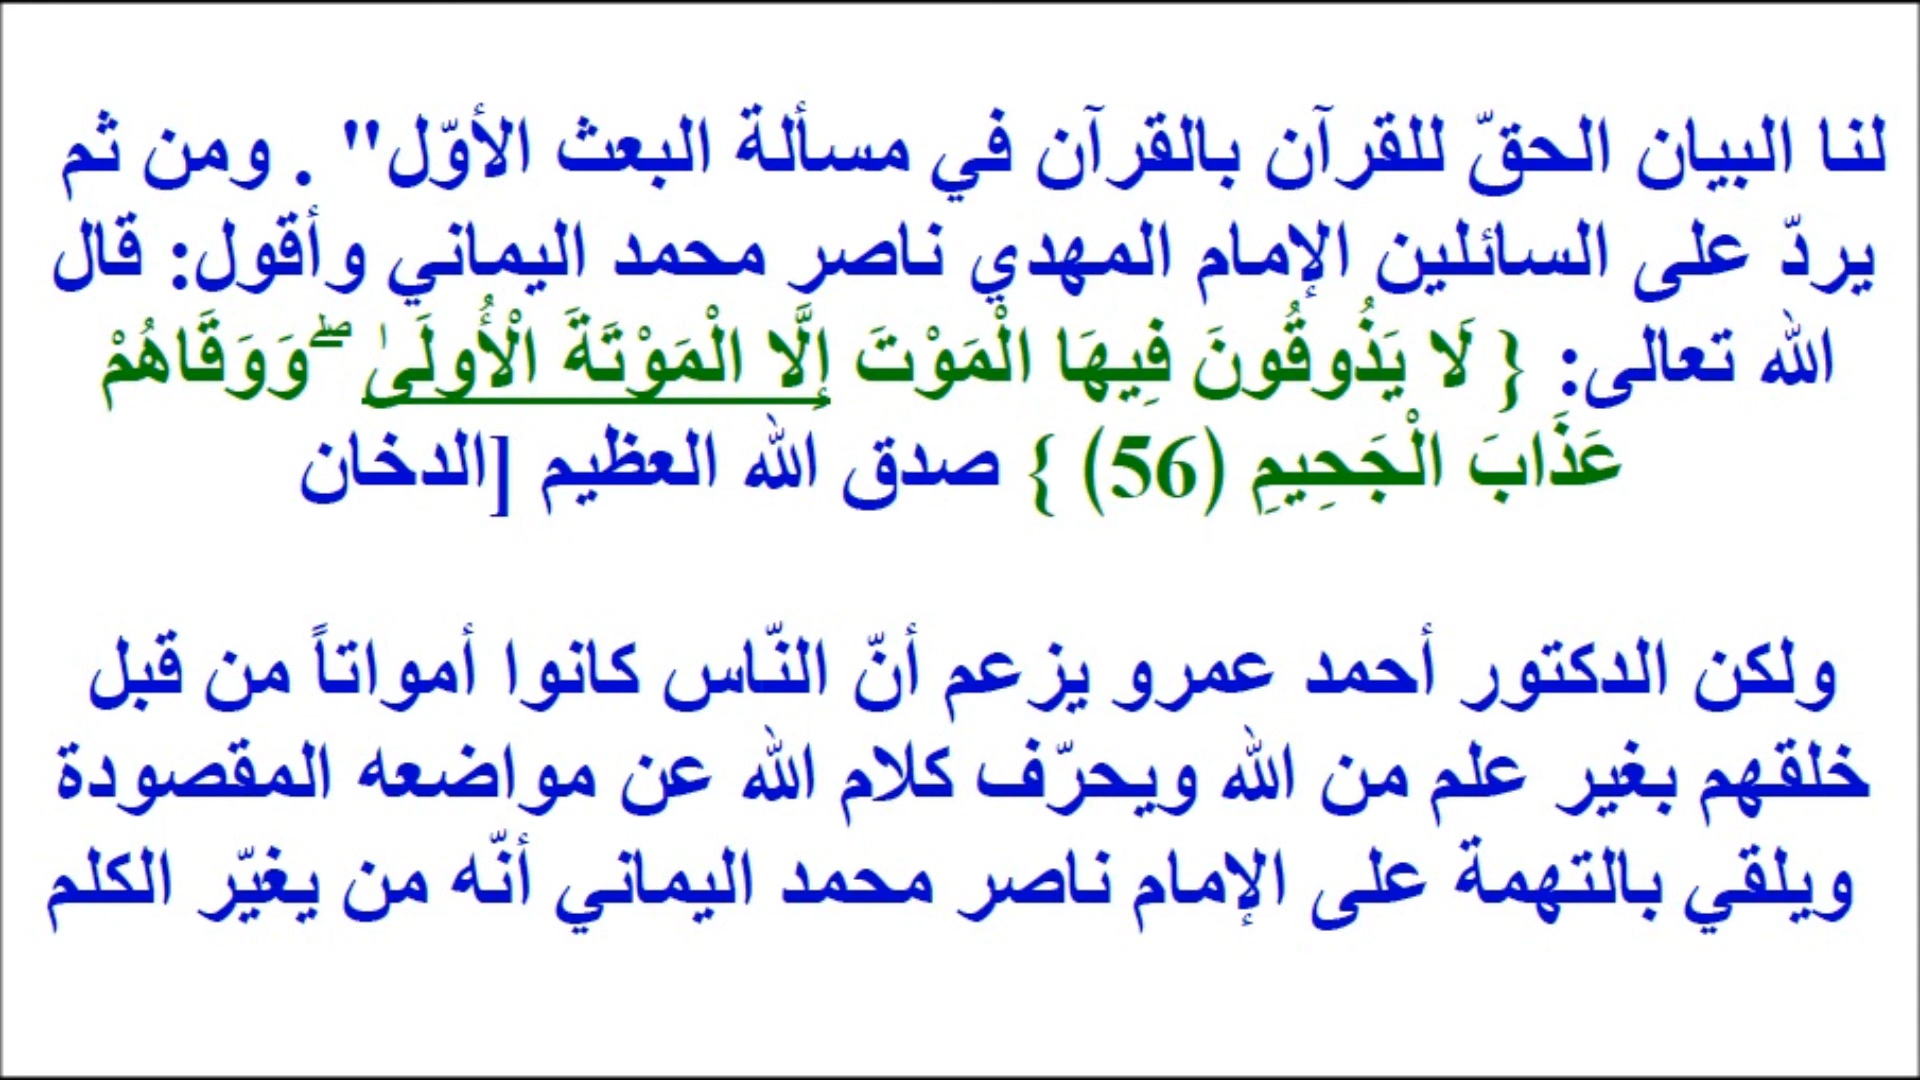 لنا البيان الحقّ للقرآن بالقرآن في مسألة البعث الأوّل" . ومن ثم
يردّ على السائلين الإمام المهدي ناصر محمد اليماني وأقول: قال
الله تعالى: { لَا يَذُوقُونَ فِيهَا الْمَوْتَ إِلَّا الْمَوْتَةَ الْأُولَىٰ ۖ وَوَقَاهُمْ
عَذَابَ الْجَحِيمِ (56) } صدق الله العظيم [الدخان
ولكن الدكتور أحمد عمرو يزعم أنّ النّاس كانوا أمواتاً من قبل
خلقهم بغير علم من الله ويحرّف كلام الله عن مواضعه المقصودة
ويلقي بالتهمة على الإمام ناصر محمد اليماني أنّه من يغيّر الكلم